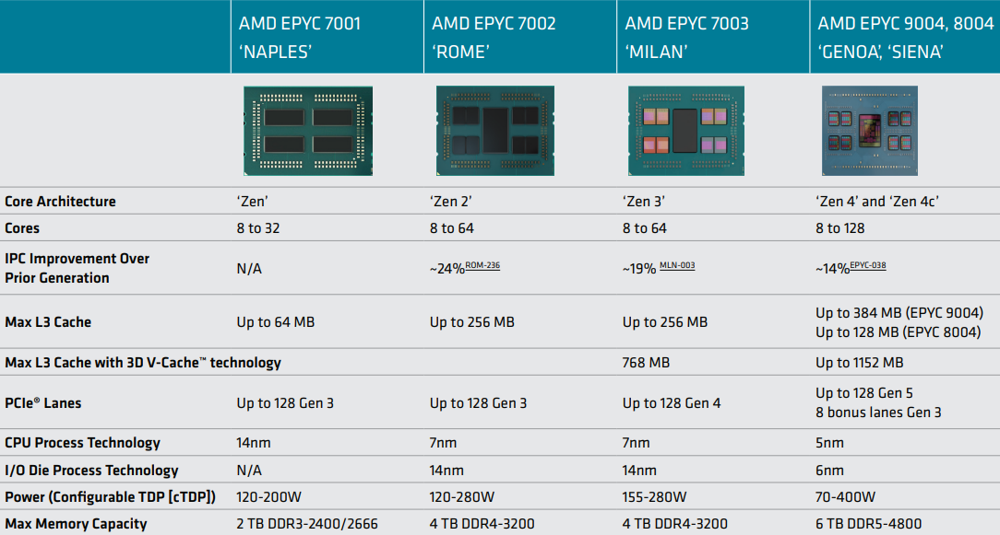 AMD EPYC 7001 AMD EPYC 7002 AMD EPYC 7003 AMD EPYC 9004, 8004
‘NAPLES’ ‘ROME’ ‘MILAN’ ‘GENOA’, ‘SIENA’
Core Architecture ‘Zen’ ‘Zen 2’ ‘Zen 3’ ‘Zen 4’ and ‘Zen 4c’
Cores 8 to 32 8 to 64 8 to 64 8 to 128
IPC Improvement Over
Prior Generation N/A ~24%ROM-236 ~19% MLN-003 ~14%EPYC-038
Max L3 Cache Up to 64 MB Up to 256 MB Up to 256 MB Up to 384 MB (EPYC 9004)
Up to 128 MB (EPYC 8004)
Max L3 Cache with 3D V-Cache™ technology 768 MB Up to 1152 MB
PCIe® Lanes Up to 128 Gen 3 Up to 128 Gen 3 Up to 128 Gen 4 Up to 128 Gen 5
8 bonus lanes Gen 3
CPU Process Technology 14nm 7nm 7nm 5nm
I/O Die Process Technology N/A 14nm 14nm 6nm
Power (Configurable TDP [cTDP]) 120-200W 120-280W 155-280W 70-400W
Max Memory Capacity 2 TB DDR3-2400/2666 4 TB DDR4-3200 4 TB DDR4-3200 6 TB DDR5-4800